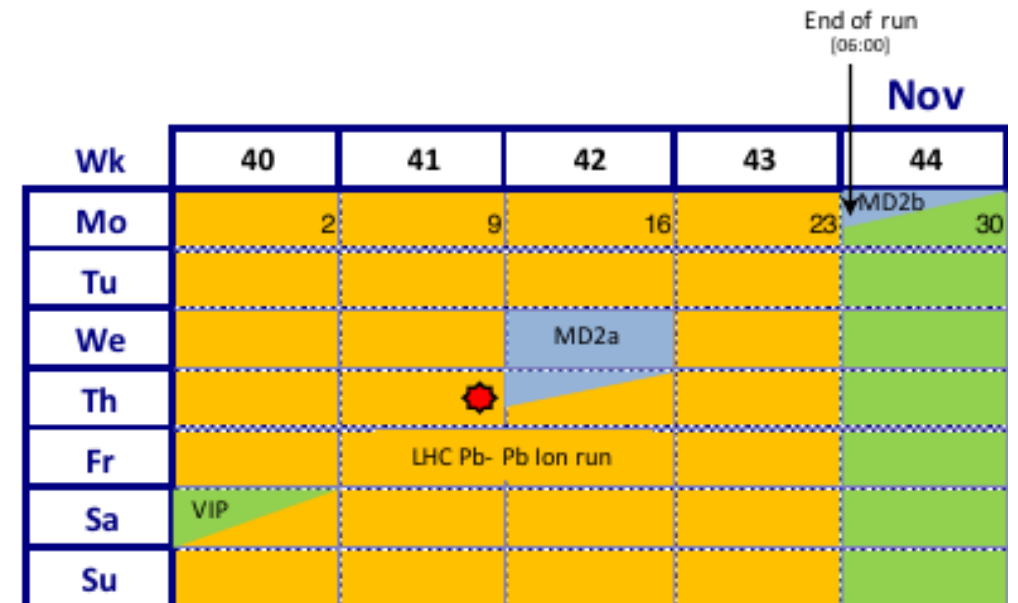 End of run
[06:00]
Nov
Wk 40 41 42 43 44
Mo 2 9 16 23 MD2b 30
Tu
We MD2a
Th
Fr LHC Pb- Pb Ion run
Sa VIP
Su